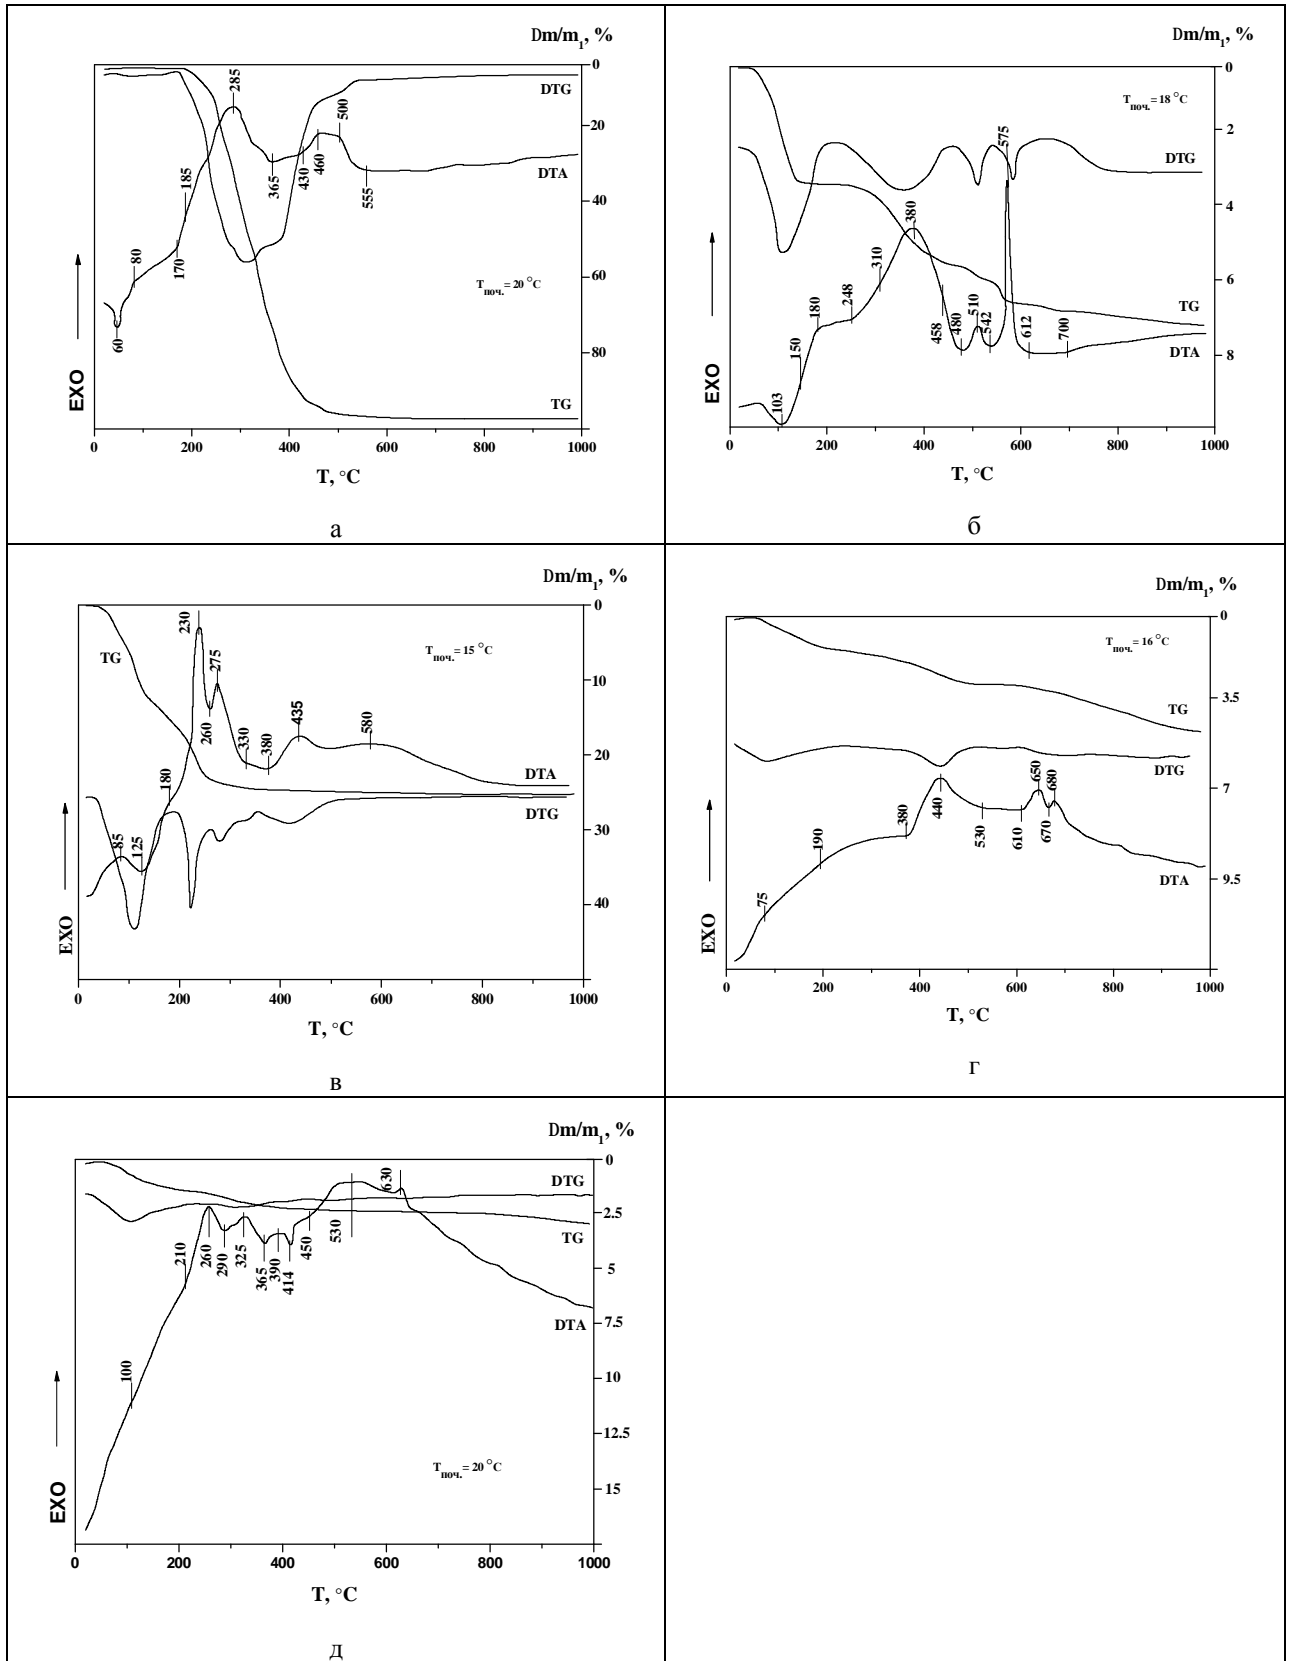 Dm/m₁, %
0
285
DTG
500
20
460
430
365
DTA
185
555
40
80
170
60
Tпоч.= 20 °C
60
80
EXO
TG
0
200
400
600
800
1000
T, °C
а
Dm/m₁, %
0
Tпоч.= 18 °C
575
2
DTG
380
4
310
248
180
510
6
TG
458
480
542
612
700
150
DTA
8
EXO
103
0
200
400
600
800
1000
T, °C
б
Dm/m₁, %
0
230
TG
Tпоч.= 15 °C
275
10
260
330
380
435
580
20
180
DTA
DTG
85
125
30
40
EXO
0
200
400
600
800
1000
T, °C
в
Dm/m₁, %
0
Tпоч.= 16 °C
3.5
TG
DTG
650
680
7
380
440
530
610
670
190
75
DTA
9.5
EXO
0
200
400
600
800
1000
T, °C
г
Dm/m₁, %
0
630
DTG
2.5
TG
210
260
290
325
365
390
414
450
530
5
7.5
DTA
100
10
12.5
Tпоч.= 20 °C
15
EXO
0
200
400
600
800
1000
T, °C
д